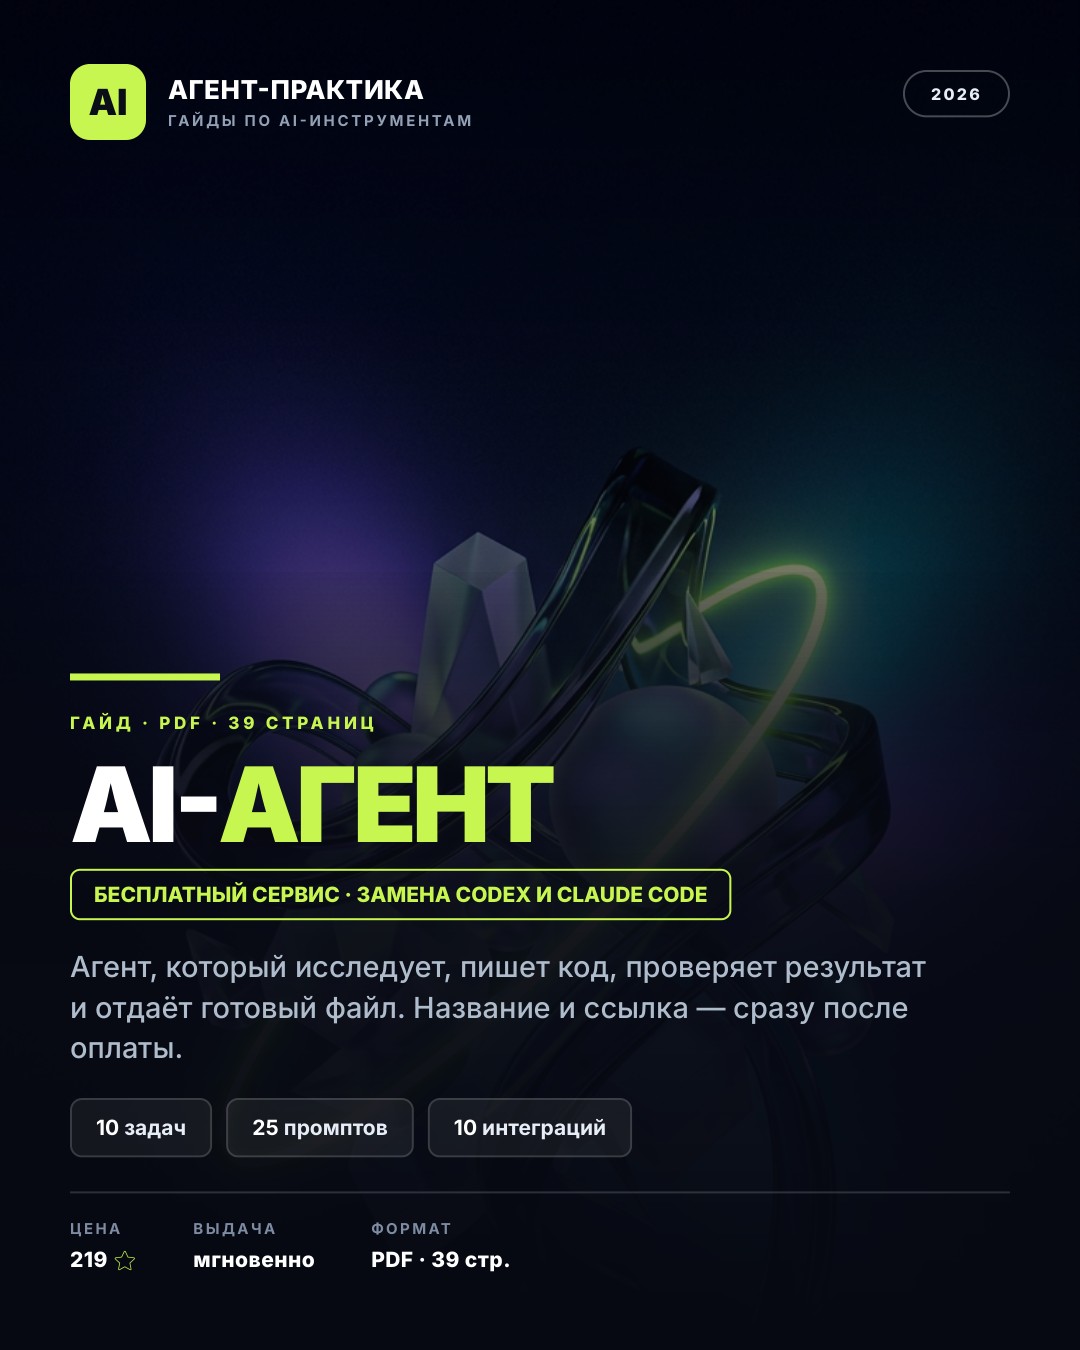 AI
АГЕНТ-ПРАКТИКА
ГАЙДЫ ПО AI-ИНСТРУМЕНТАМ
2026
ГАЙД · PDF · 39 СТРАНИЦ
AI-АГЕНТ
БЕСПЛАТНЫЙ СЕРВИС · ЗАМЕНА CODEX И CLAUDE CODE
Агент, который исследует, пишет код, проверяет результат
и отдаёт готовый файл. Название и ссылка — сразу после
оплаты.
10 задач
25 промптов
10 интеграций
ЦЕНА
219 ☆
ВЫДАЧА
мгновенно
ФОРМАТ
PDF · 39 стр.